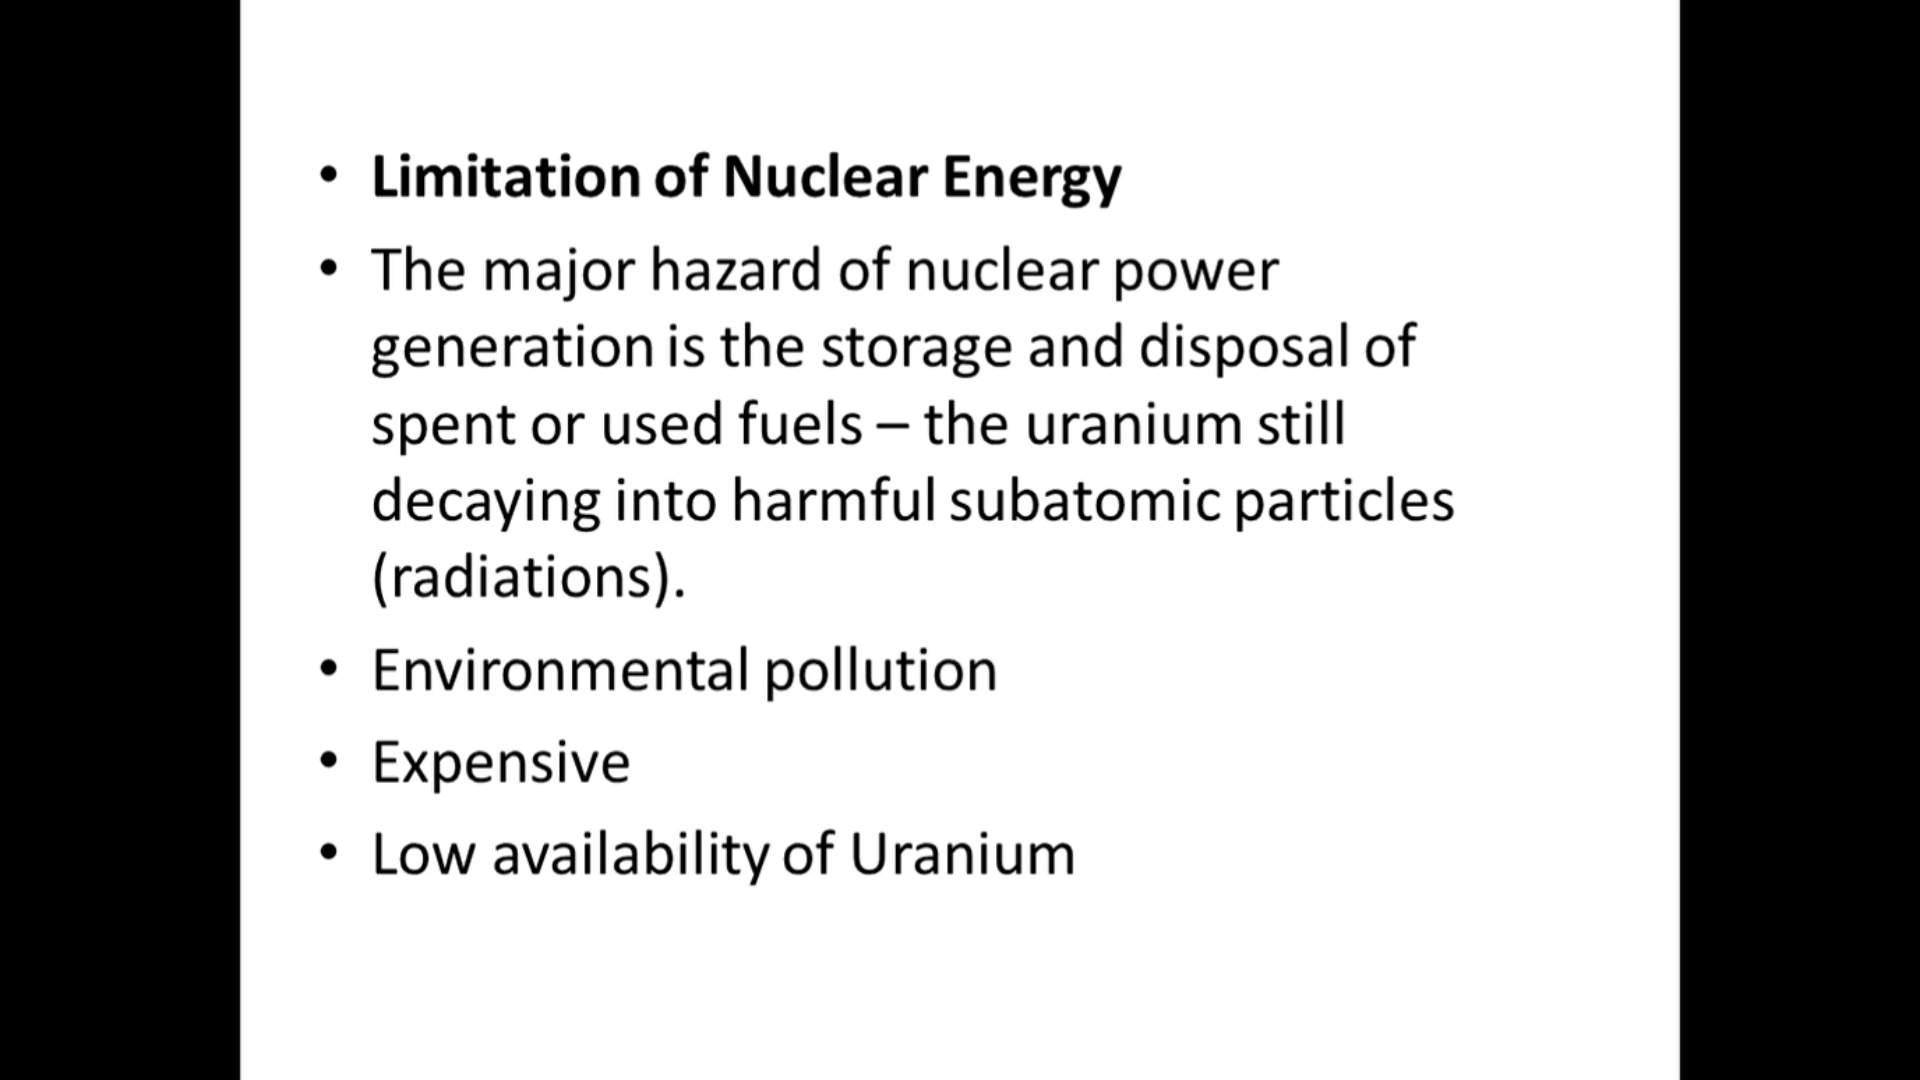 • Limitation of Nuclear Energy
• The major hazard of nuclear power
generation is the storage and disposal of
spent or used fuels – the uranium still
decaying into harmful subatomic particles
(radiations).
• Environmental pollution
• Expensive
• Low availability of Uranium